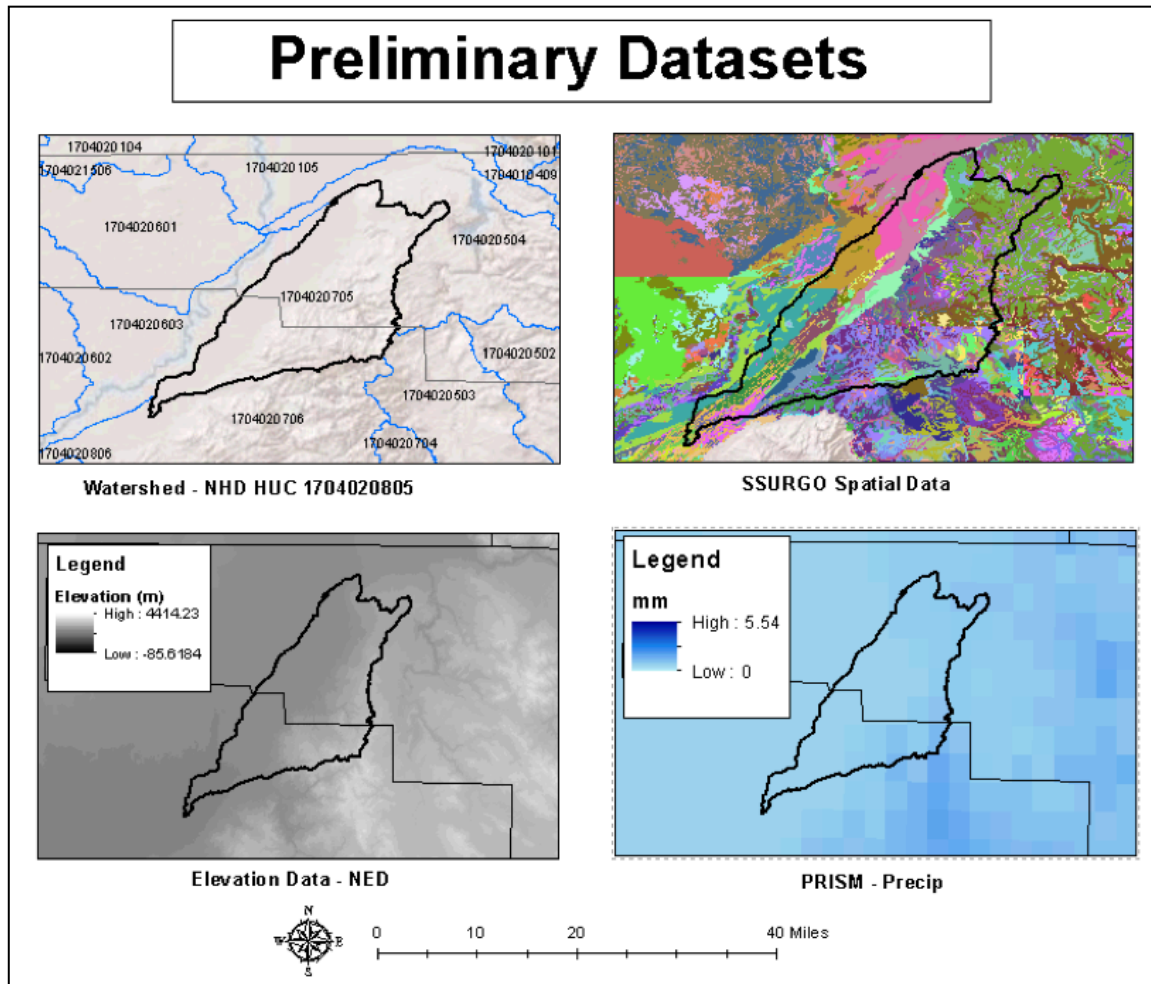 Preliminary Datasets
1704020104
1704021506
1704020105
1704020101
1704010409
1704020601
1704020504
1704020705
1704020603
1704020602
1704020502
1704020503
1704020706
1704020704
1704020806
Watershed - NHD HUC 1704020805
SSURGO Spatial Data
Legend
Elevation (m)
High : 4414.23
Low : -85.6184
Elevation Data - NED
Legend
mm
High : 5.54
Low : 0
PRISM - Precip
N
W E
S
0 10 20 40 Miles